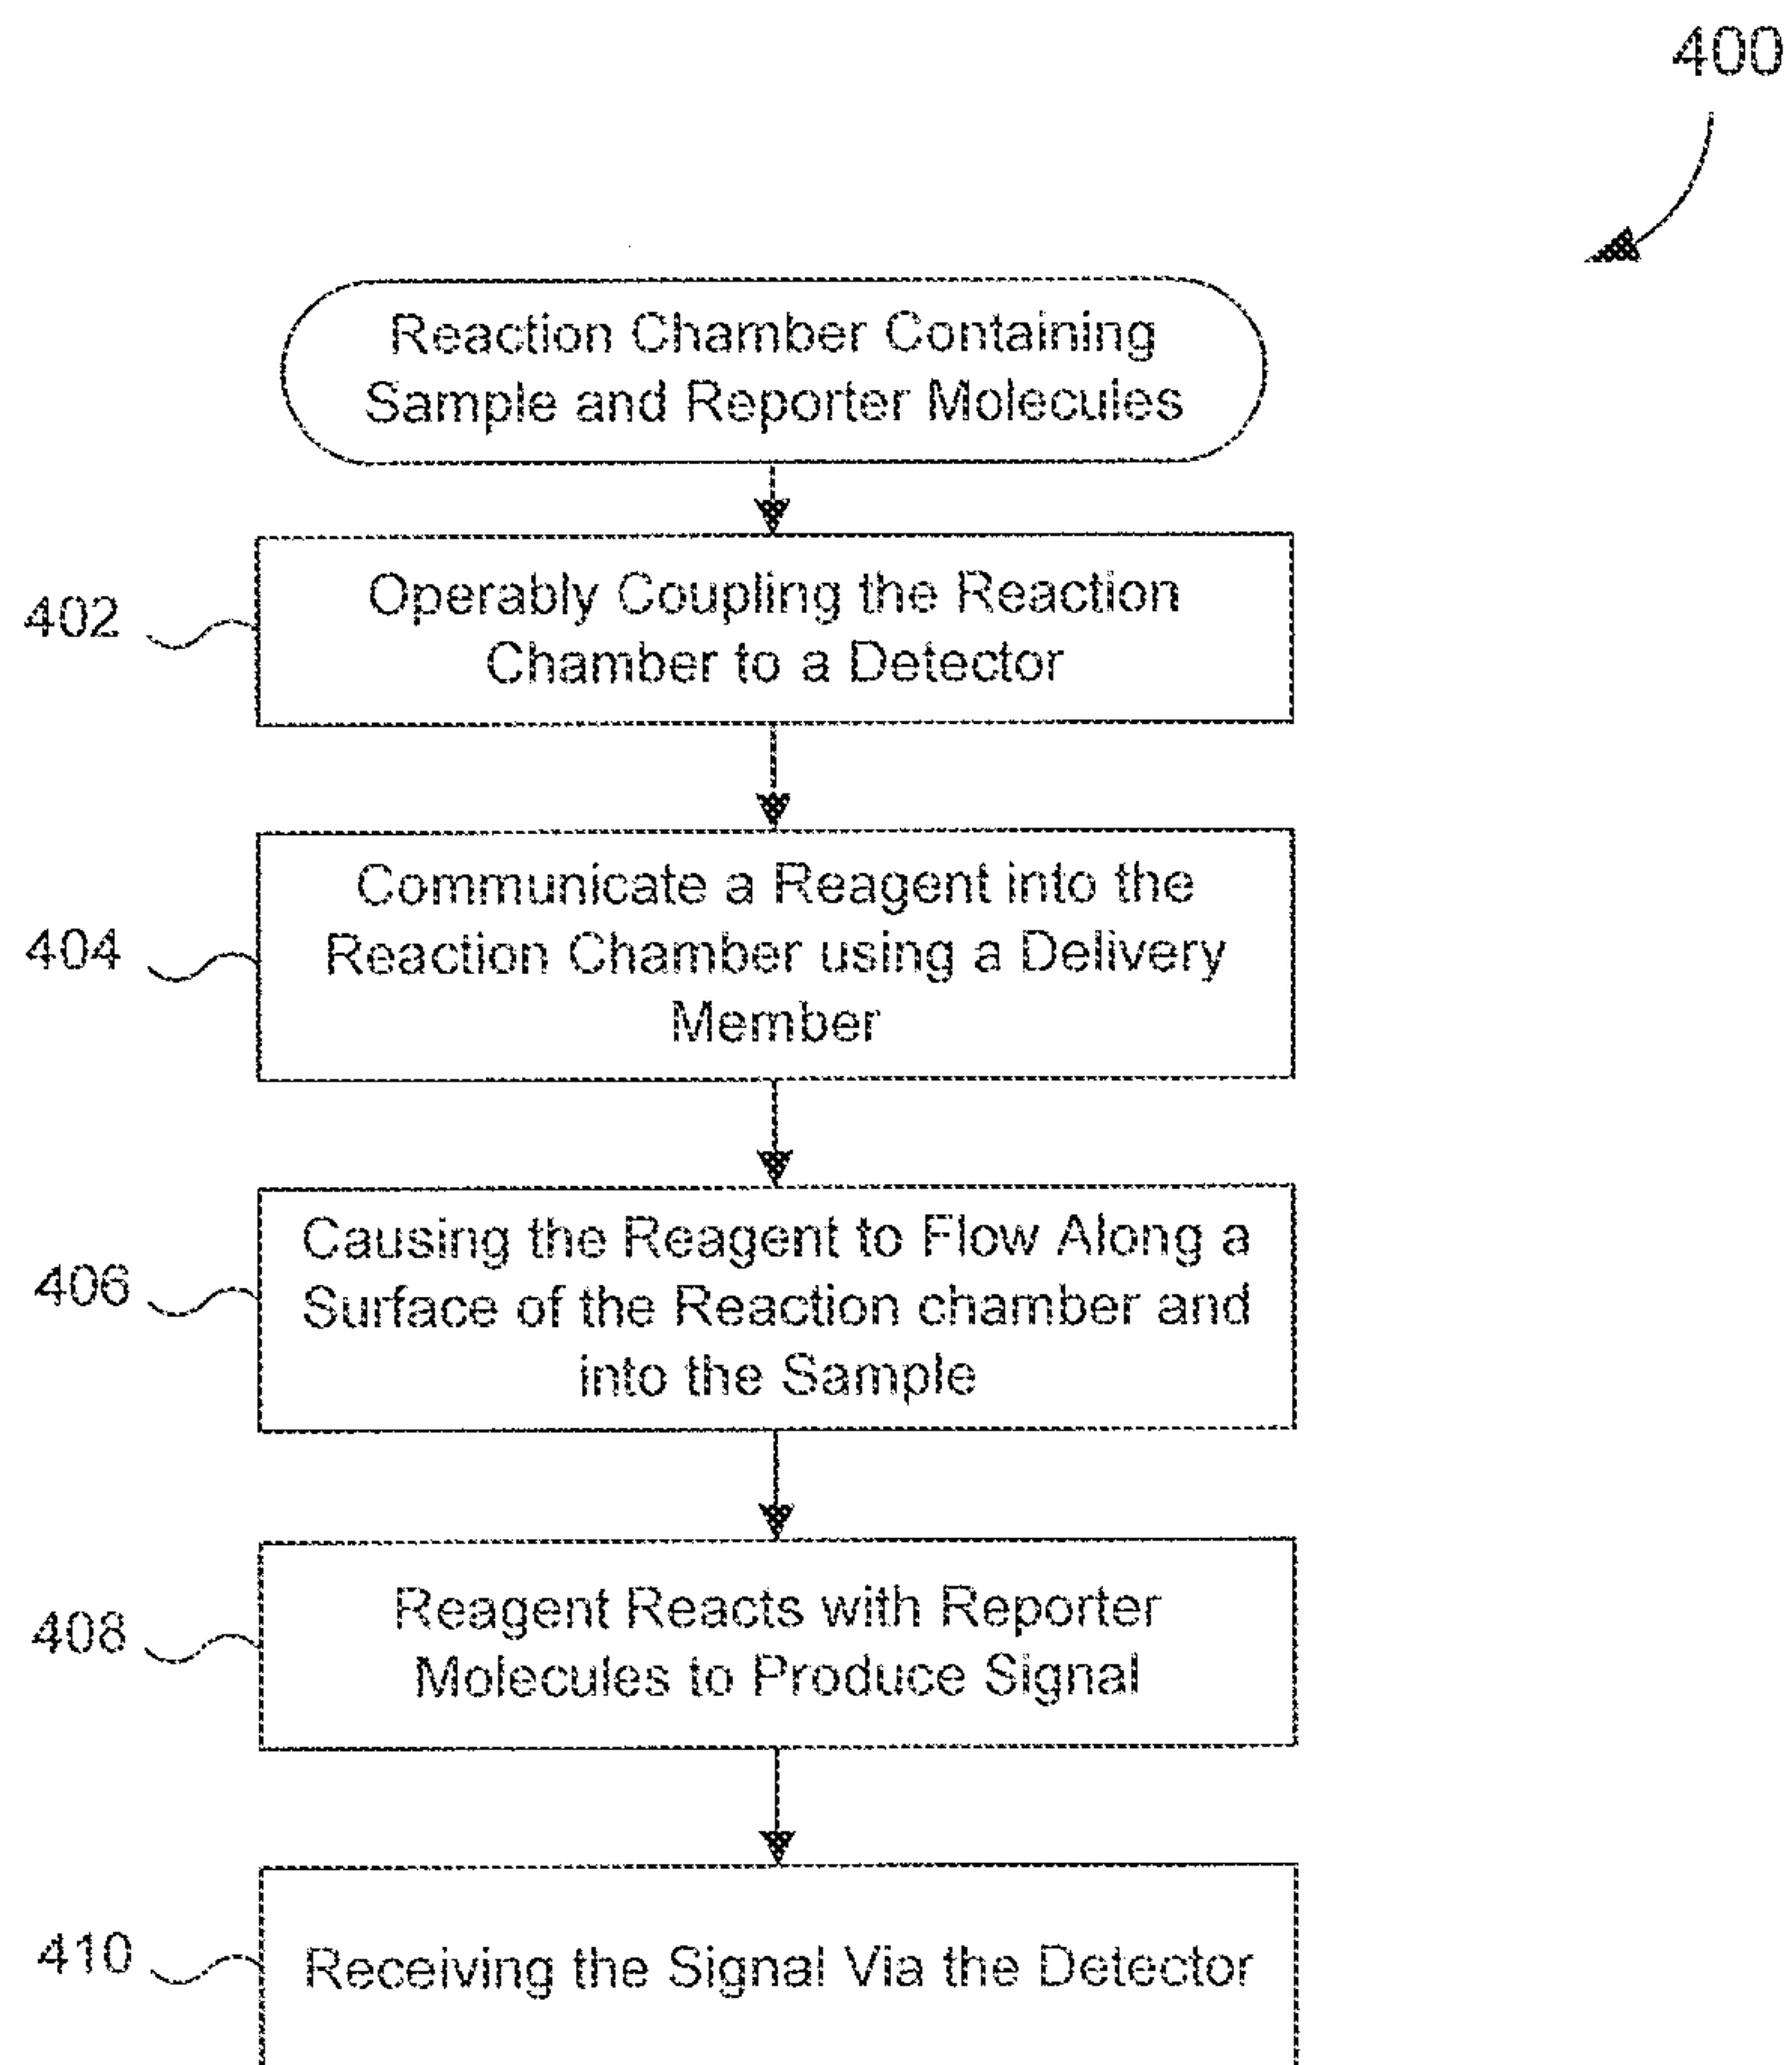 400
Reaction Chamber Containing
Sample and Reporter Molecules
402
Operably Coupling the Reaction
Chamber to a Detector
404
Communicate a Reagent into the
Reaction Chamber using a Delivery
Member
406
Causing the Reagent to Flow Along a
Surface of the Reaction chamber and
into the Sample
408
Reagent Reacts with Reporter
Molecules to Produce Signal
410
Receiving the Signal Via the Detector